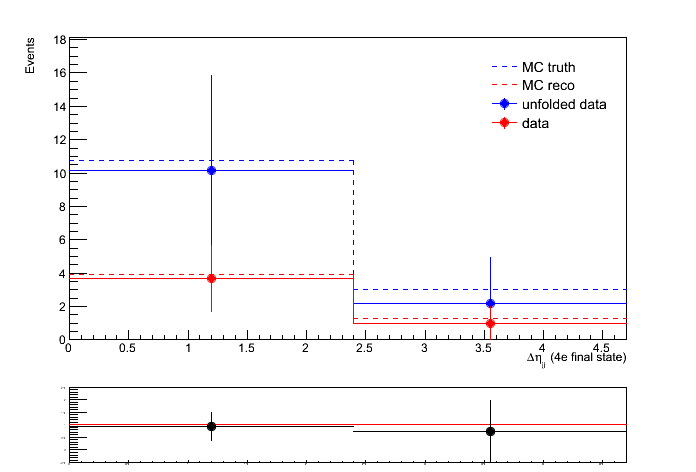 Events
18
16
14
12
10
8
6
4
2
0
MC truth
MC reco
unfolded data
data
0 0.5 1 1.5 2 2.5 3 3.5 4 4.5
Δη_jj (4e final state)